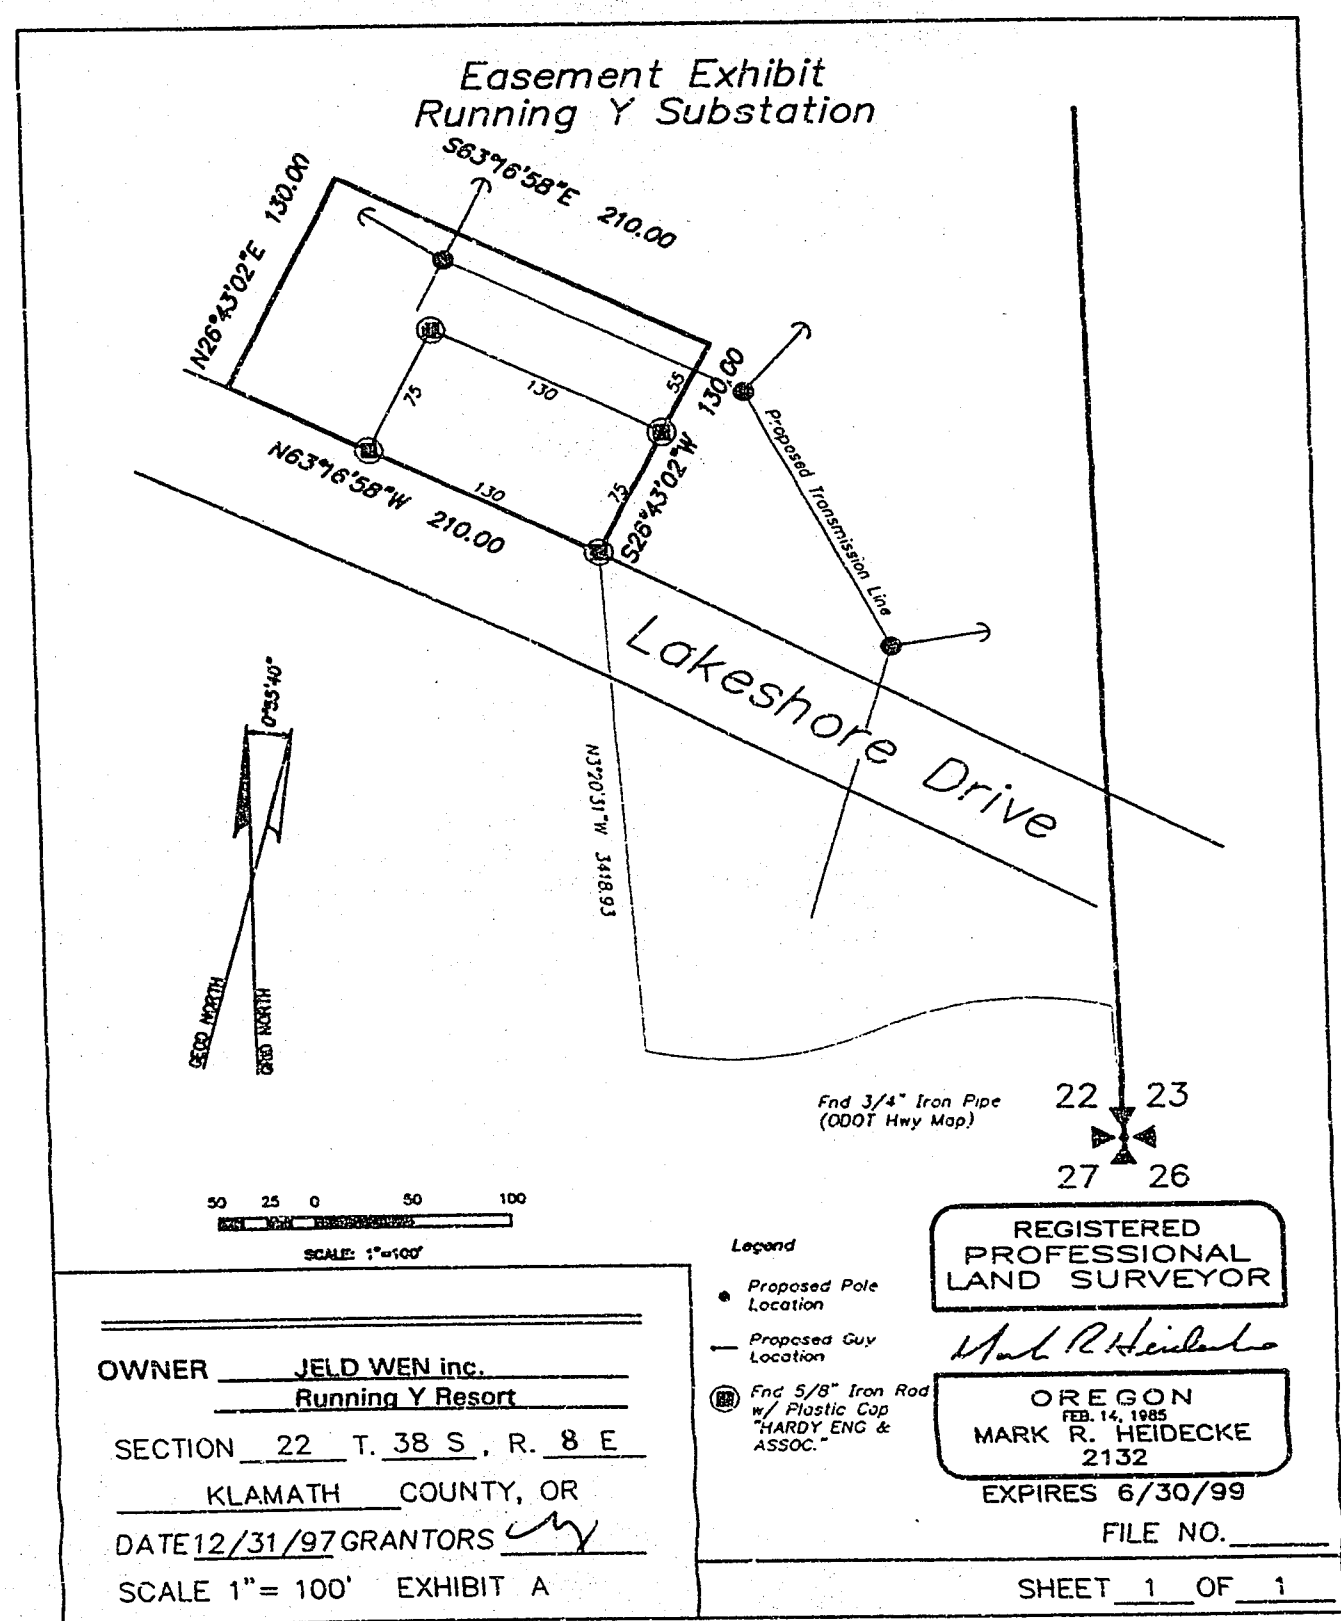 Easement Exhibit
Running Y Substation
S63°16'58"E 210.00
N26°43'02"E 130.00
55
S26°43'02"W 130.00
75
130
75
N63°16'58"W 210.00
130
Proposed Transmission Line
Lakeshore Drive
0°55'40"
N3°20'31"W 3418.93
GEOD NORTH
GRID NORTH
Fnd 3/4" Iron Pipe
(ODOT Hwy Map)
22 23
27 26
50 25 0 50 100
SCALE: 1"=100'
Legend
Proposed Pole
Location
Proposed Guy
Location
Fnd 5/8" Iron Rod
w/ Plastic Cap
"HARDY ENG &
ASSOC."
REGISTERED
PROFESSIONAL
LAND SURVEYOR
Mark R Heidecke
OREGON
FEB. 14, 1985
MARK R. HEIDECKE
2132
EXPIRES 6/30/99
FILE NO.
OWNER JELD WEN inc.
Running Y Resort
SECTION 22 T. 38 S, R. 8 E
KLAMATH COUNTY, OR
DATE 12/31/97 GRANTORS
SCALE 1"= 100' EXHIBIT A
SHEET 1 OF 1